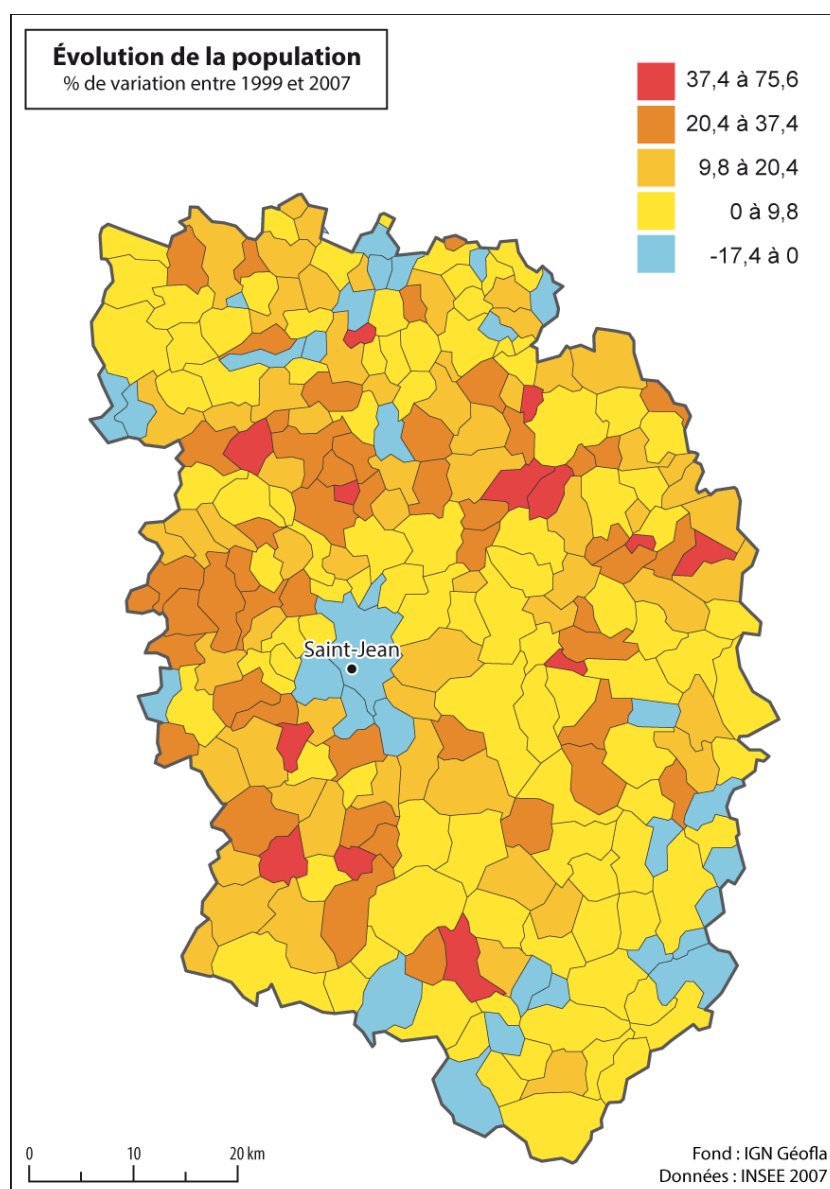 Évolution de la population
% de variation entre 1999 et 2007
37,4 à 75,6
20,4 à 37,4
9,8 à 20,4
0 à 9,8
-17,4 à 0
Saint-Jean
0 10 20 km
Fond : IGN Géofla
Données : INSEE 2007